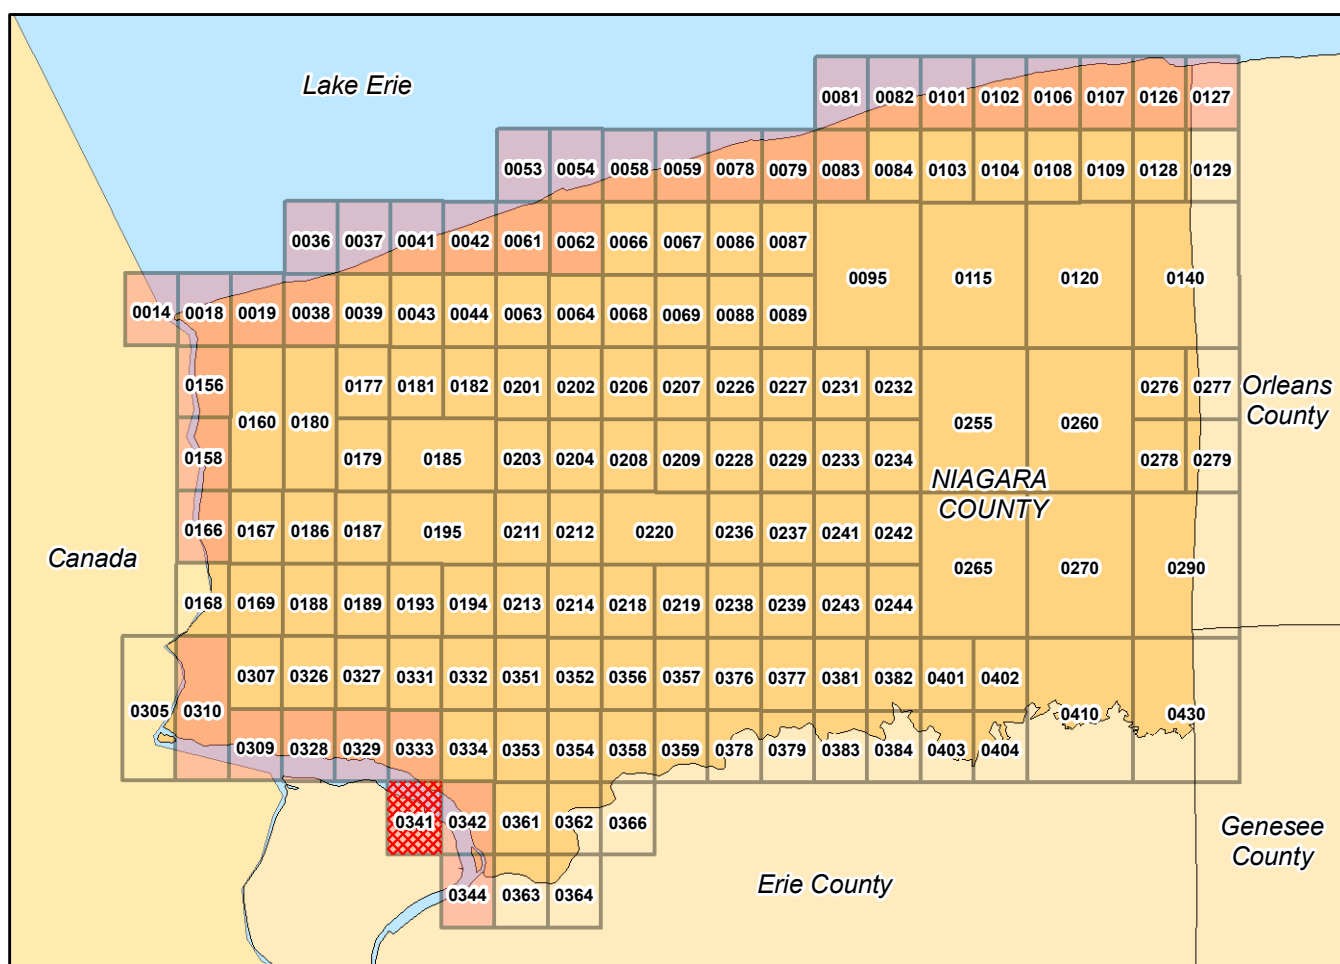 Lake Erie
0081 0082 0101 0102 0106 0107 0126 0127
0053 0054 0058 0059 0078 0079 0083 0084 0103 0104 0108 0109 0128 0129
0036 0037 0041 0042 0061 0062 0066 0067 0086 0087
0095 0115 0120 0140
0014 0018 0019 0038 0039 0043 0044 0063 0064 0068 0069 0088 0089
0156 0177 0181 0182 0201 0202 0206 0207 0226 0227 0231 0232 0276 0277
Orleans
County
0160 0180 0255 0260
0158 0179 0185 0203 0204 0208 0209 0228 0229 0233 0234 0278 0279
NIAGARA
COUNTY
0166 0167 0186 0187 0195 0211 0212 0220 0236 0237 0241 0242
Canada
0265 0270 0290
0168 0169 0188 0189 0193 0194 0213 0214 0218 0219 0238 0239 0243 0244
0307 0326 0327 0331 0332 0351 0352 0356 0357 0376 0377 0381 0382 0401 0402
0305 0310 0410 0430
0309 0328 0329 0333 0334 0353 0354 0358 0359 0378 0379 0383 0384 0403 0404
0341 0342 0361 0362 0366
Genesee
County
Erie County
0344 0363 0364